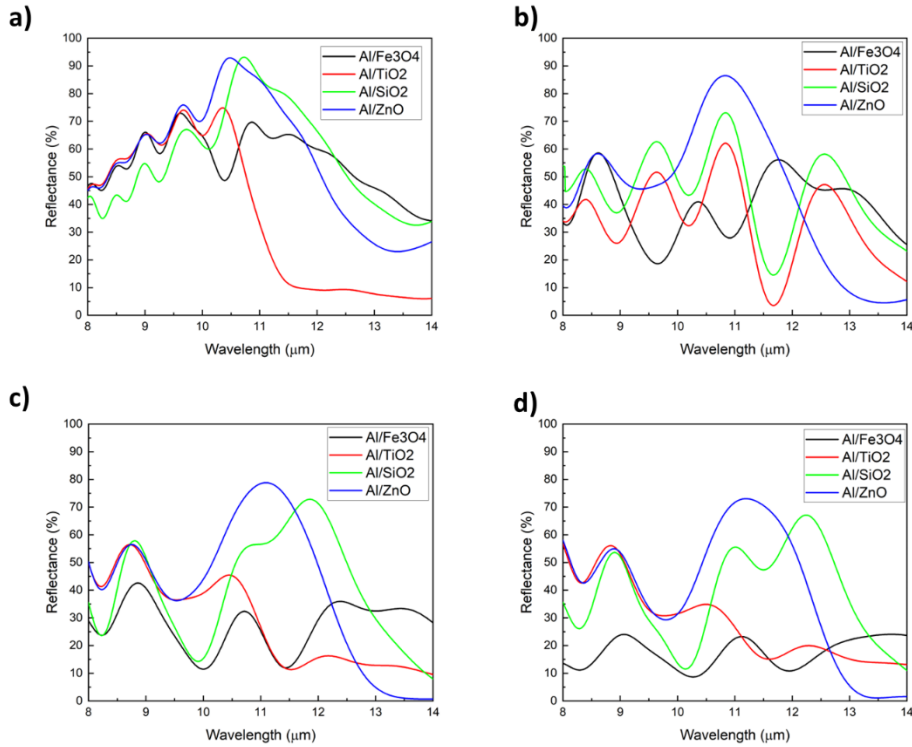 a)
100
90
80
70
60
50
40
30
20
10
0
Reflectance (%)
Al/Fe3O4
Al/TiO2
Al/SiO2
Al/ZnO
8 9 10 11 12 13 14
Wavelength (μm)
b)
100
90
80
70
60
50
40
30
20
10
0
Reflectance (%)
Al/Fe3O4
Al/TiO2
Al/SiO2
Al/ZnO
8 9 10 11 12 13 14
Wavelength (μm)
c)
100
90
80
70
60
50
40
30
20
10
0
Reflectance (%)
Al/Fe3O4
Al/TiO2
Al/SiO2
Al/ZnO
8 9 10 11 12 13 14
Wavelength (μm)
d)
100
90
80
70
60
50
40
30
20
10
0
Reflectance (%)
Al/Fe3O4
Al/TiO2
Al/SiO2
Al/ZnO
8 9 10 11 12 13 14
Wavelength (μm)